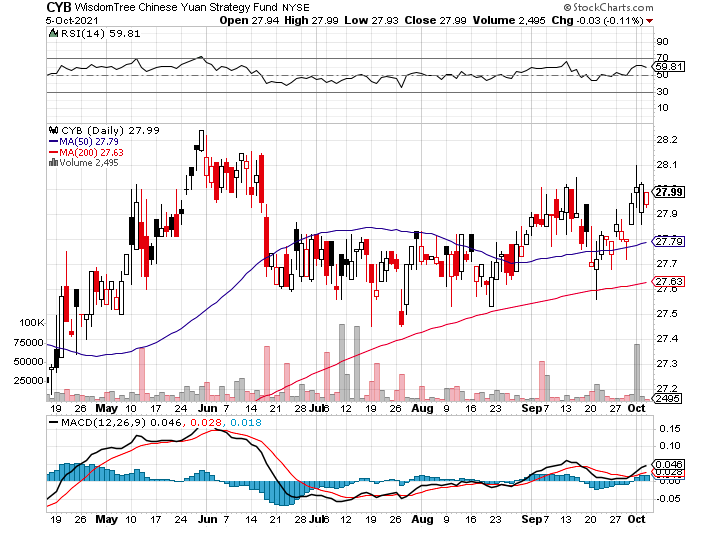 CYB WisdomTree Chinese Yuan Strategy Fund NYSE © StockCharts.com
5-Oct-2021 Open 27.94 High 27.99 Low 27.93 Close 27.99 Volume 2,495 Chg -0.03 (-0.11%)
RSI(14) 59.81
90
70
59.81
50
30
10
CYB (Daily) 27.99
MA(50) 27.79
MA(200) 27.63
Volume 2,495
28.2
28.1
27.99
27.9
27.79
27.7
27.63
27.6
27.5
27.4
27.3
27.2
2495
100K
75000
50000
25000
19 26 May 10 17 24 Jun 7 14 21 28 Jul 6 12 19 26 Aug 9 16 23 Sep 7 13 20 27 Oct
MACD(12,26,9) 0.046, 0.028, 0.018
0.15
0.10
0.046
0.028
0.00
-0.05
19 26 May 10 17 24 Jun 7 14 21 28 Jul 6 12 19 26 Aug 9 16 23 Sep 7 13 20 27 Oct